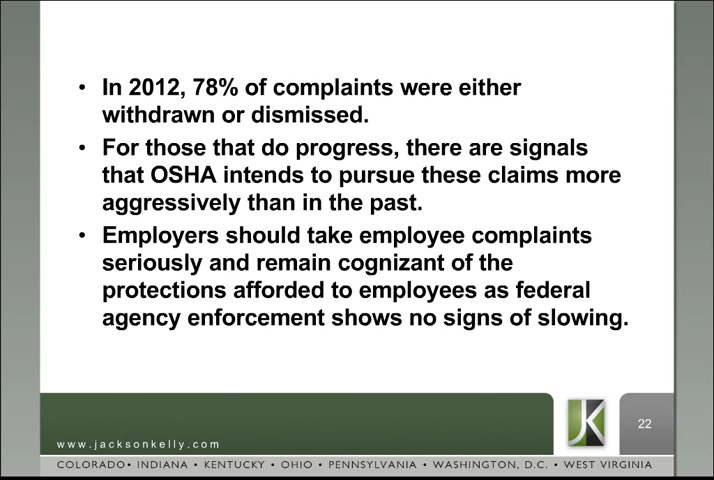 • In 2012, 78% of complaints were either
withdrawn or dismissed.
• For those that do progress, there are signals
that OSHA intends to pursue these claims more
aggressively than in the past.
• Employers should take employee complaints
seriously and remain cognizant of the
protections afforded to employees as federal
agency enforcement shows no signs of slowing.
JK
22
www.jacksonkelly.com
COLORADO • INDIANA • KENTUCKY • OHIO • PENNSYLVANIA • WASHINGTON, D.C. • WEST VIRGINIA